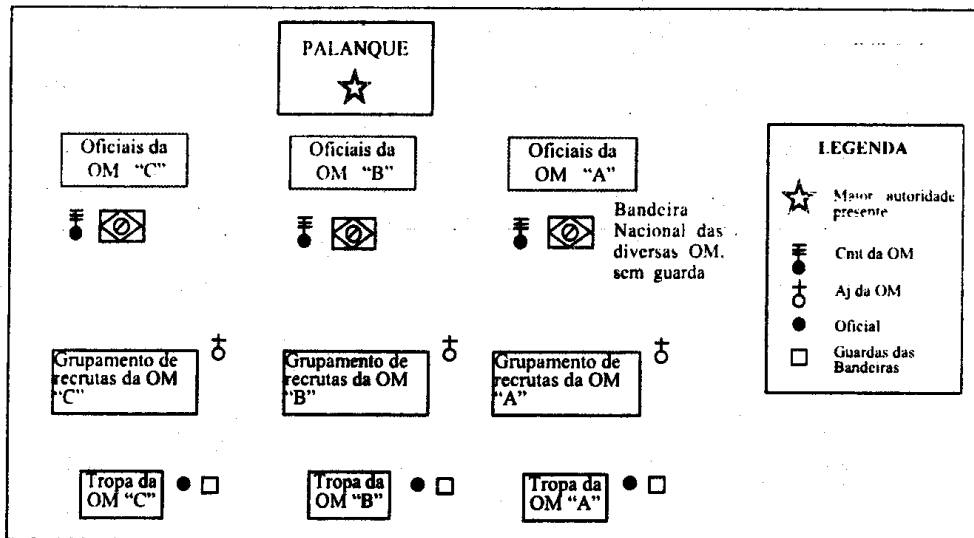 PALANQUE
Oficiais da
OM “C”
Oficiais da
OM “B”
Oficiais da
OM “A”
Bandeira
Nacional das
diversas OM.
sem guarda
Grupamento de
recrutas da OM
“C”
Grupamento de
recrutas da OM
“B”
Grupamento de
recrutas da OM
“A”
Tropa da
OM “C”
Tropa da
OM “B”
Tropa da
OM “A”
LEGENDA
Maior autoridade
presente
Cmt da OM
Aj da OM
Oficial
Guardas das
Bandeiras